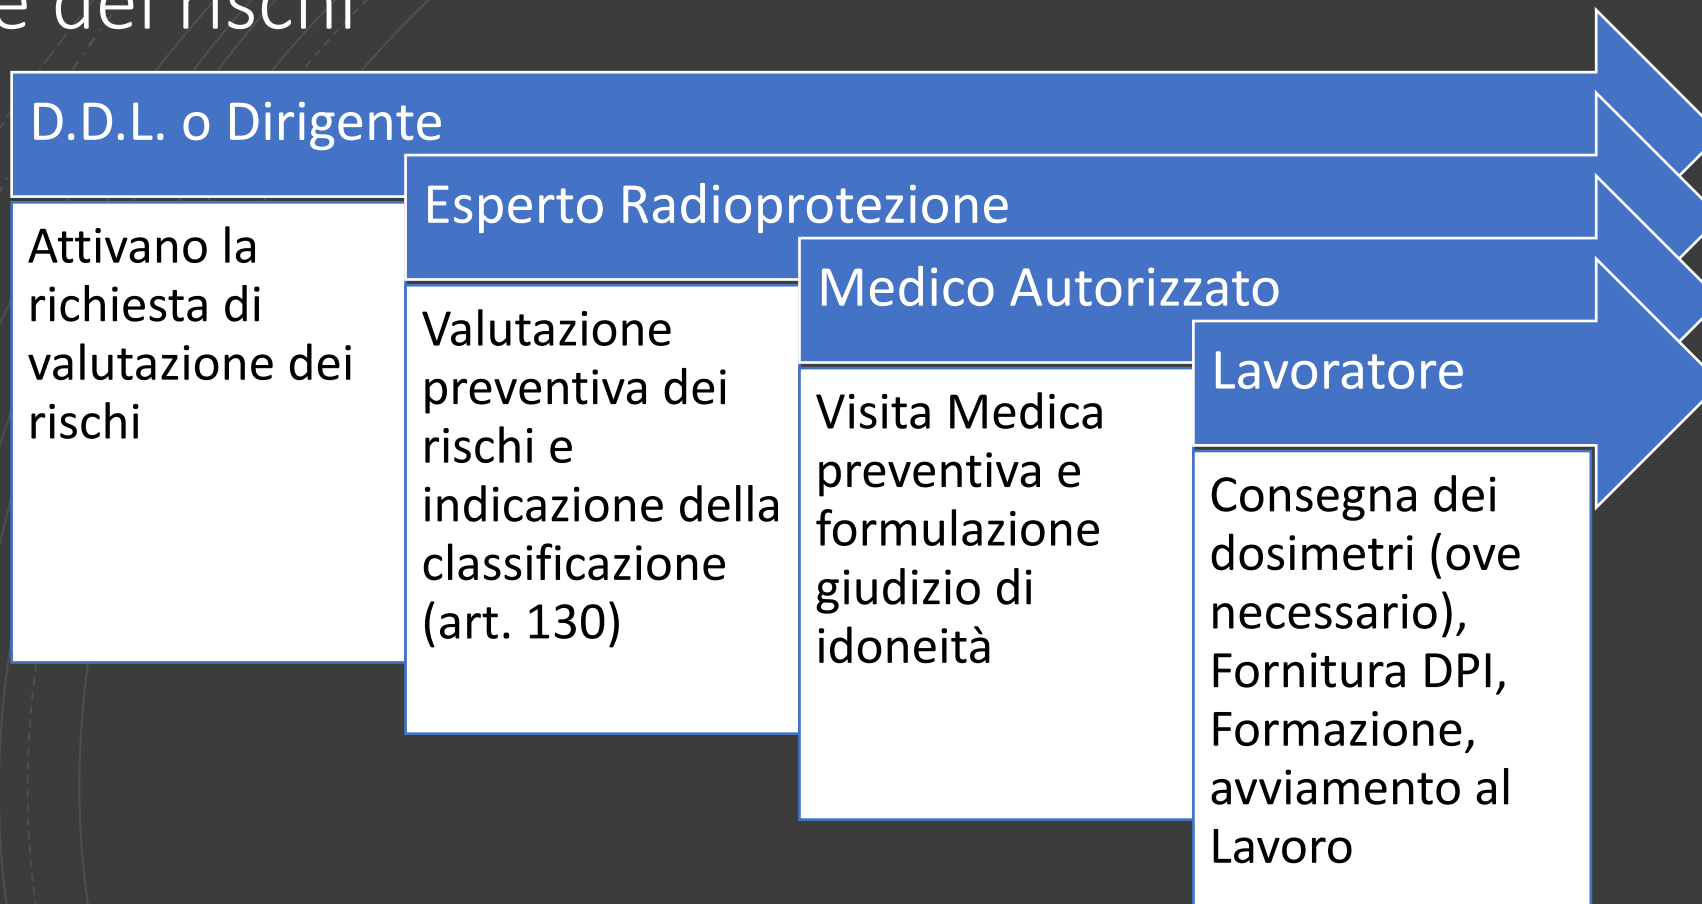 e dei rischi
D.D.L. o Dirigente
Attivano la
richiesta di
valutazione dei
rischi
Esperto Radioprotezione
Valutazione
preventiva dei
rischi e
indicazione della
classificazione
(art. 130)
Medico Autorizzato
Visita Medica
preventiva e
formulazione
giudizio di
idoneità
Lavoratore
Consegna dei
dosimetri (ove
necessario),
Fornitura DPI,
Formazione,
avviamento al
Lavoro